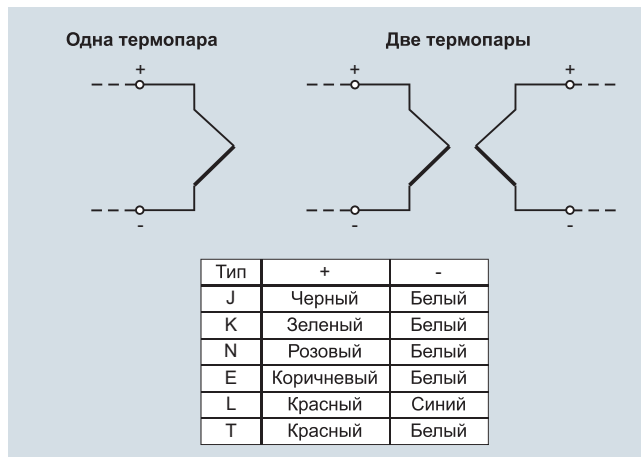 Одна термопара
Две термопары
+
+
+
-
-
-
Тип + -
J Черный Белый
K Зеленый Белый
N Розовый Белый
E Коричневый Белый
L Красный Синий
T Красный Белый